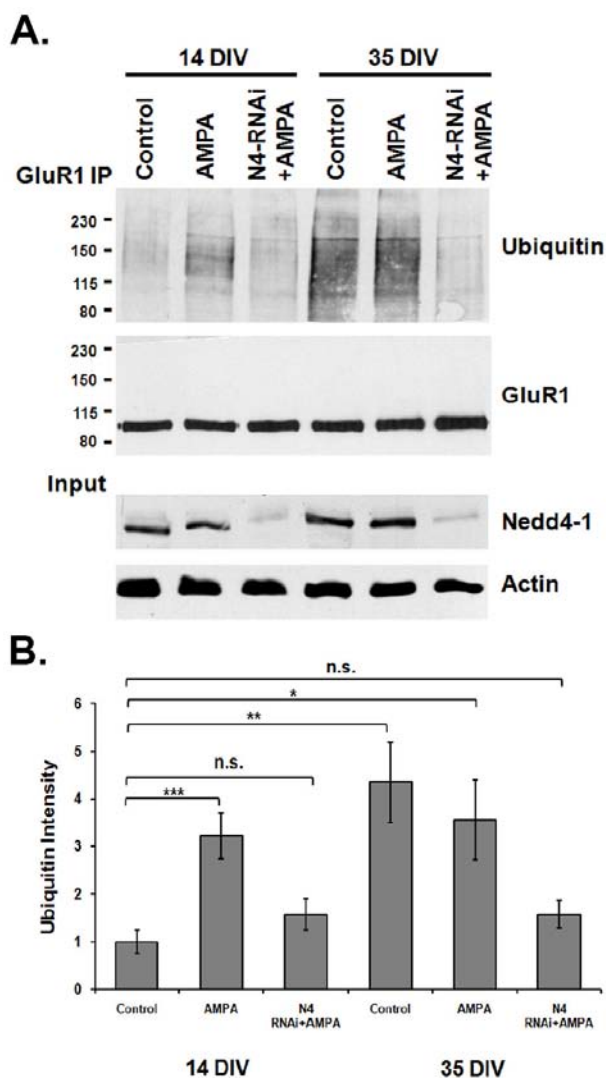 A.
14 DIV 35 DIV
Control AMPA N4-RNAi +AMPA Control AMPA N4-RNAi +AMPA
GluR1 IP
230
150
115
80
Ubiquitin
230
150
115
80
GluR1
Input
Nedd4-1
Actin
B.
n.s.
*
**
n.s.
***
Ubiquitin Intensity
6
5
4
3
2
1
0
Control AMPA N4 RNAi+AMPA Control AMPA N4 RNAi+AMPA
14 DIV 35 DIV